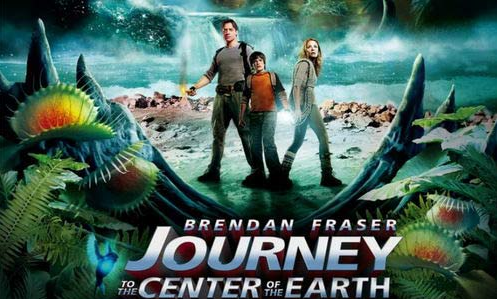 BRENDAN FRASER
JOURNEY
TO THE CENTER OF THE EARTH